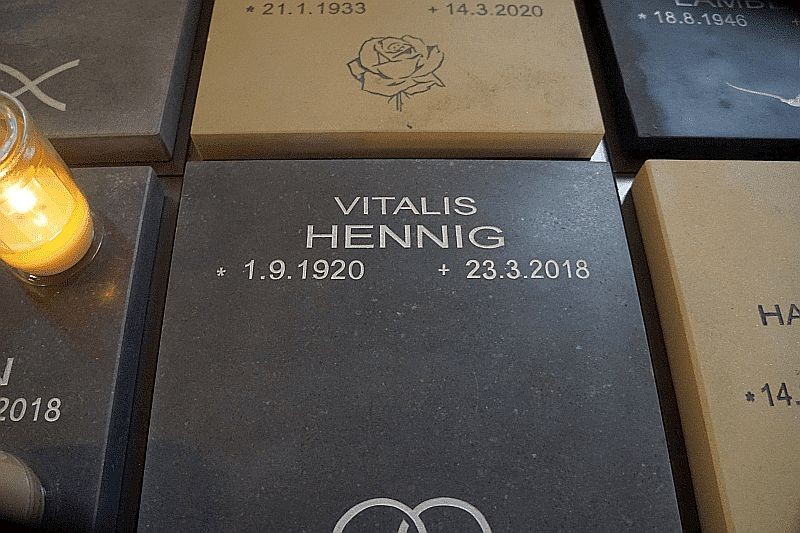 * 21.1.1933 + 14.3.2020
* 18.8.1946 +
VITALIS
HENNIG
* 1.9.1920 + 23.3.2018
2018
HA
* 14.